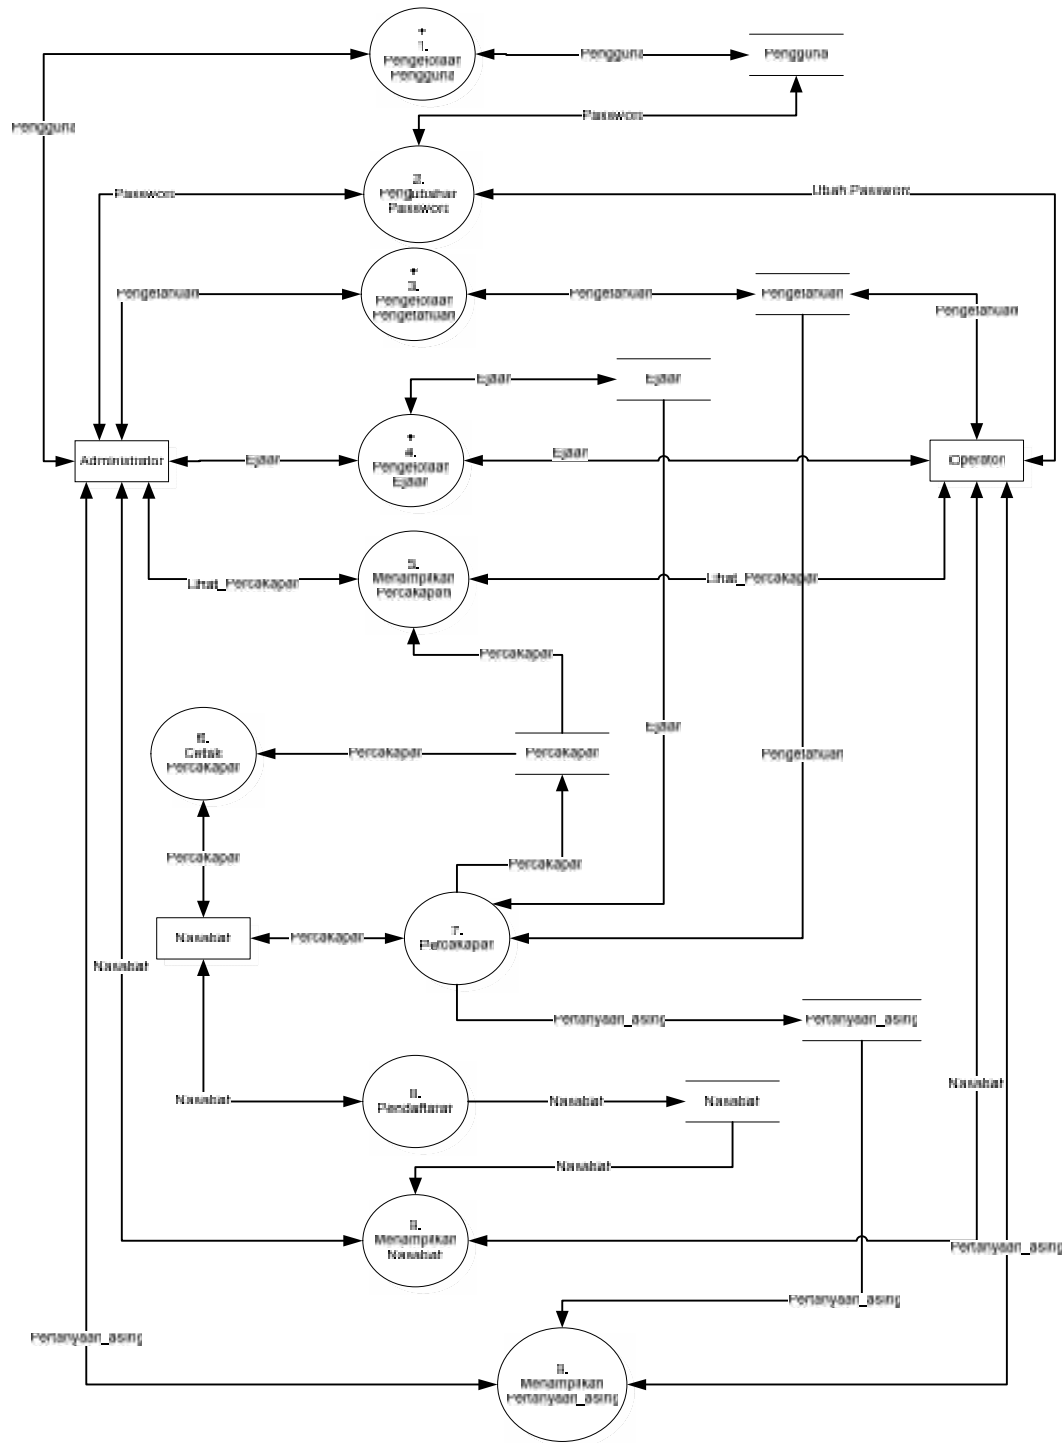 *
1.
Pengelolaan
Pengguna
Pengguna
Pengguna
Pengguna
Password
2.
Pengubahan
Password
Password
Ubah Password
*
3.
Pengelolaan
Pengetahuan
Pengetahuan
Pengetahuan
Pengetahuan
Pengetahuan
Ejaan
Ejaan
*
4.
Pengelolaan
Ejaan
Administrator
Ejaan
Ejaan
Operator
5.
Menampilkan
Percakapan
Lihat_Percakapan
Lihat_Percakapan
Percakapan
Ejaan
6.
Cetak
Percakapan
Percakapan
Percakapan
Pengetahuan
Percakapan
Percakapan
Nasabah
Percakapan
7.
Percakapan
Nasabah
Pertanyaan_asing
Pertanyaan_asing
Nasabah
Nasabah
8.
Pendaftaran
Nasabah
Nasabah
Nasabah
9.
Menampilkan
Nasabah
Pertanyaan_asing
Pertanyaan_asing
Pertanyaan_asing
9.
Menampilkan
Pertanyaan_asing